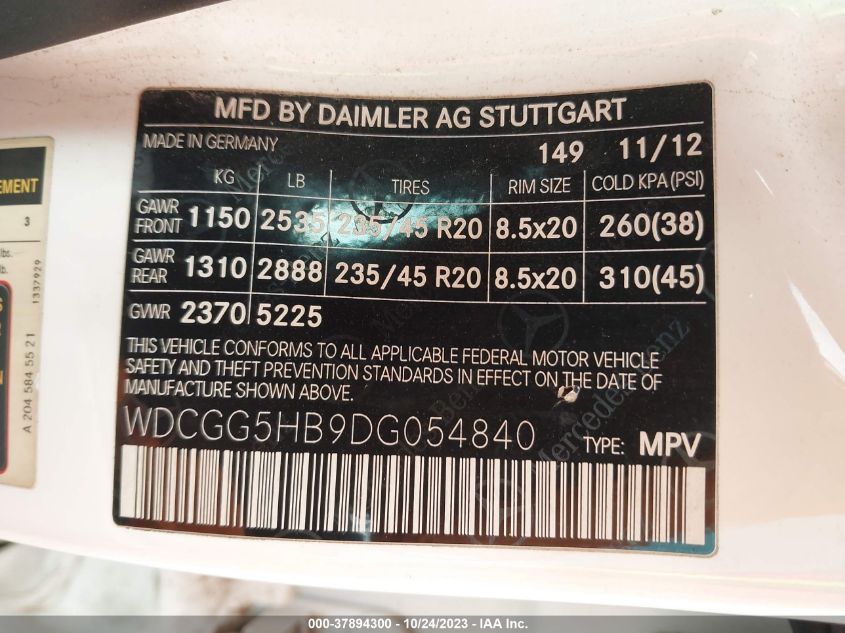 MFD BY DAIMLER AG STUTTGART
MADE IN GERMANY 149 11/12
KG LB TIRES RIM SIZE COLD KPA(PSI)
GAWR FRONT 1150 2535 235/45 R20 8.5x20 260(38)
GAWR REAR 1310 2888 235/45 R20 8.5x20 310(45)
GVWR 2370 5225
THIS VEHICLE CONFORMS TO ALL APPLICABLE FEDERAL MOTOR VEHICLE
SAFETY AND THEFT PREVENTION STANDARDS IN EFFECT ON THE DATE OF
MANUFACTURE SHOWN ABOVE.
WDCGG5HB9DG054840 TYPE: MPV
Mercedes-Benz
EMENT
3
lbs.
lb.
1337929
A 204 584 55 21
000-37894300 - 10/24/2023 - IAA Inc.